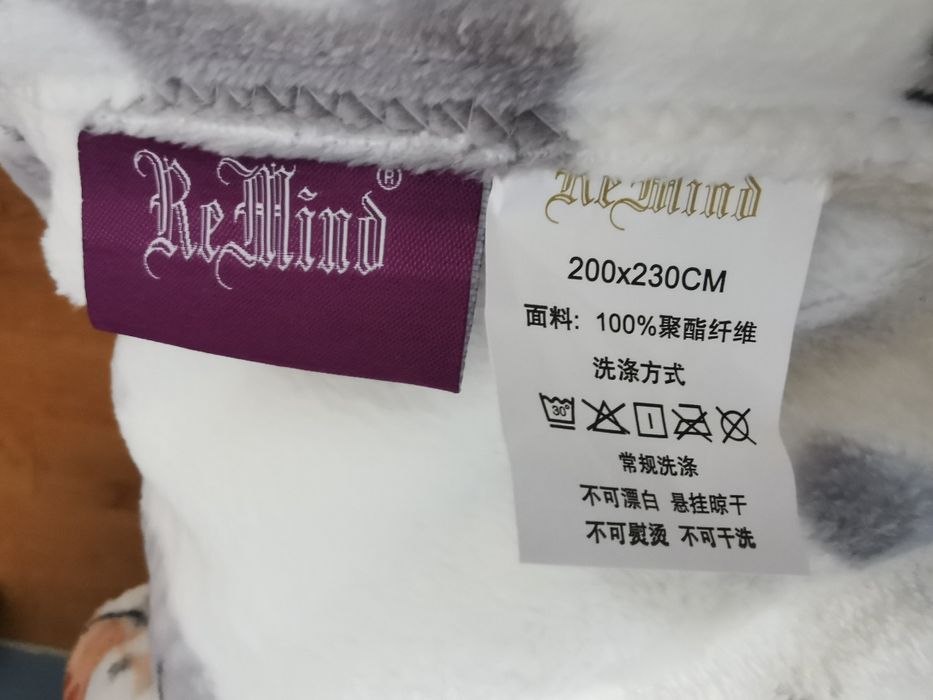 ReMind®
ReMind
200x230CM
面料: 100%聚酯纤维
洗涤方式
30°
常规洗涤
不可漂白 悬挂晾干
不可熨烫 不可干洗